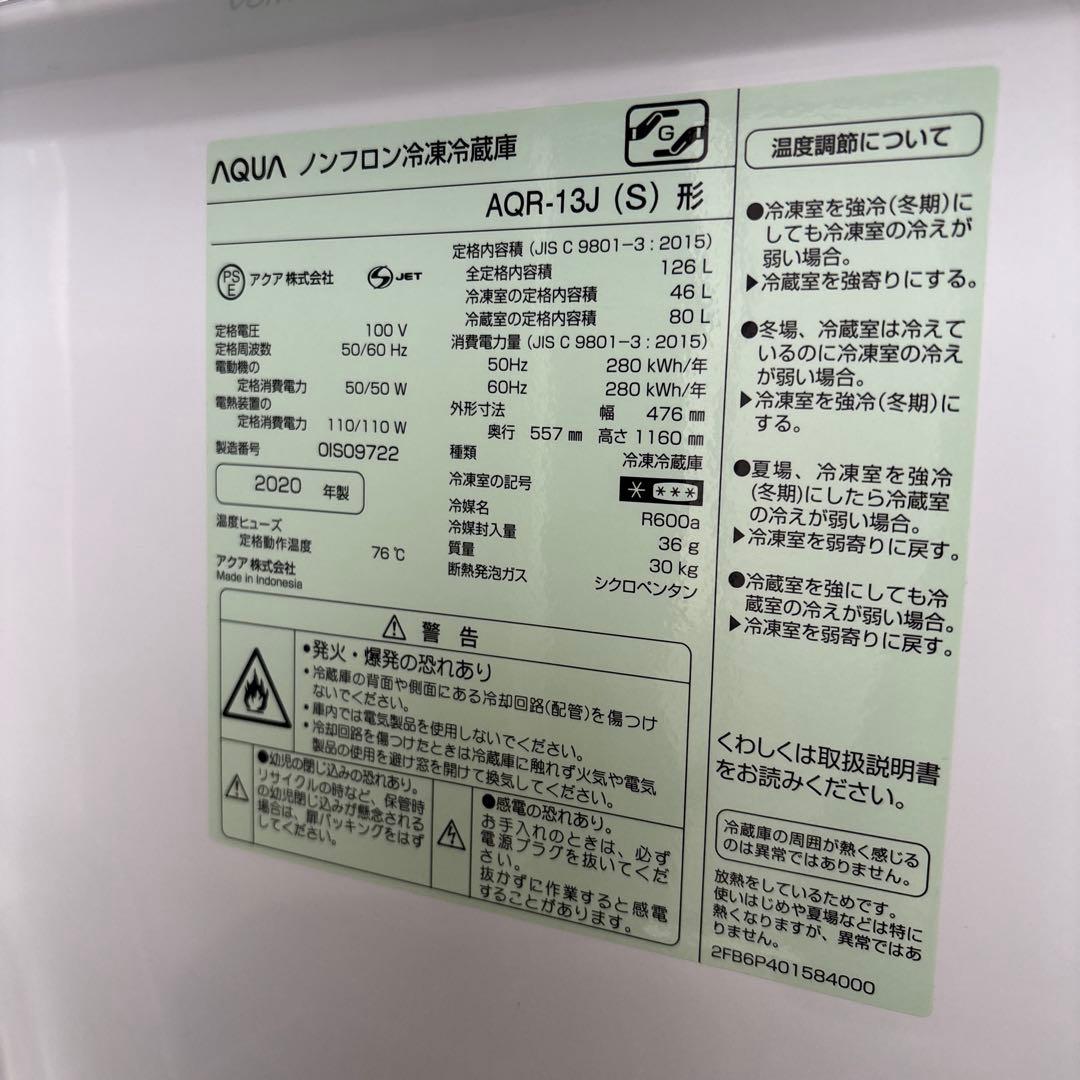 AQUA ノンフロン冷凍冷蔵庫
G
AQR-13J (S) 形
PS
E
アクア株式会社
S JET
定格電圧 100 V
定格周波数 50/60 Hz
電動機の
定格消費電力 50/50 W
電熱装置の
定格消費電力 110/110 W
製造番号 0IS09722
2020 年製
温度ヒューズ
定格動作温度 76 ℃
アクア株式会社
Made in Indonesia
定格内容積 (JIS C 9801-3 : 2015)
全定格内容積 126 L
冷凍室の定格内容積 46 L
冷蔵室の定格内容積 80 L
消費電力量 (JIS C 9801-3 : 2015)
50Hz 280 kWh/年
60Hz 280 kWh/年
外形寸法 幅 476 mm
奥行 557 mm 高さ 1160 mm
種類 冷凍冷蔵庫
冷凍室の記号 * ***
冷媒名 R600a
冷媒封入量 36 g
質量 30 kg
断熱発泡ガス シクロペンタン
⚠ 警告
•発火・爆発の恐れあり
•冷蔵庫の背面や側面にある冷却回路(配管)を傷つけ
ないでください。
•庫内では電気製品を使用しないでください。
•冷却回路を傷つけたときは冷蔵庫に触れず火気や電気
製品の使用を避け窓を開けて換気してください。
●幼児の閉じ込みの恐れあり。
リサイクルの時など、保管時
の幼児閉じ込みが懸念される
場合は、扉パッキングをはず
してください。
●感電の恐れあり。
お手入れのときは、必ず
電源プラグを抜いてくだ
さい。
抜かずに作業すると感電
することがあります。
温度調節について
●冷凍室を強冷(冬期)に
しても冷凍室の冷えが
弱い場合。
▶冷蔵室を強寄りにする。
●冬場、冷蔵室は冷えて
いるのに冷凍室の冷え
が弱い場合。
▶冷凍室を強冷(冬期)に
する。
●夏場、冷凍室を強冷
(冬期)にしたら冷蔵室
の冷えが弱い場合。
▶冷凍室を弱寄りに戻す。
●冷蔵室を強にしても冷
蔵室の冷えが弱い場合。
▶冷凍室を弱寄りに戻す。
くわしくは取扱説明書
をお読みください。
冷蔵庫の周囲が熱く感じる
のは異常ではありません。
放熱をしているためです。
使いはじめや夏場などは特に
熱くなりますが、異常ではあ
りません。
2FB6P401584000